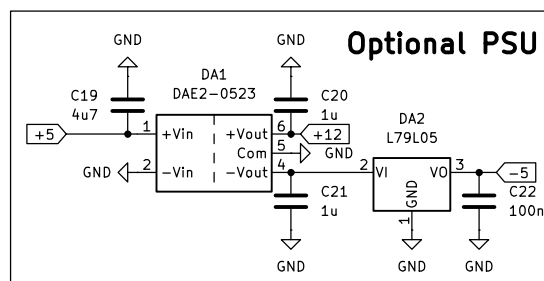 Optional PSU
GND
GND
C19
4u7
DA1
DAE2-0523
C20
1u
+5
1
+Vin
+Vout
6
+12
Com
5
GND
GND
2
-Vin
-Vout
4
C21
1u
GND
DA2
L79L05
2
VI
VO
3
GND
1
GND
-5
C22
100n
GND